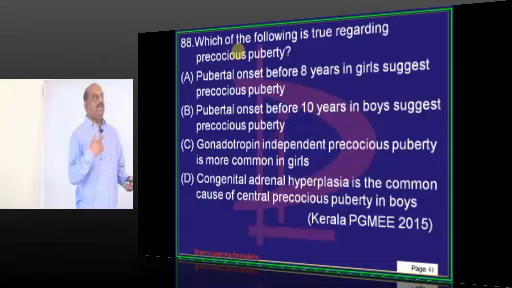 88.Which of the following is true regarding
precocious puberty?
(A) Pubertal onset before 8 years in girls suggest
precocious puberty
(B) Pubertal onset before 10 years in boys suggest
precocious puberty
(C) Gonadotropin independent precocious puberty
is more common in girls
(D) Congenital adrenal hyperplasia is the common
cause of central precocious puberty in boys
(Kerala PGMEE 2015)
Page 41